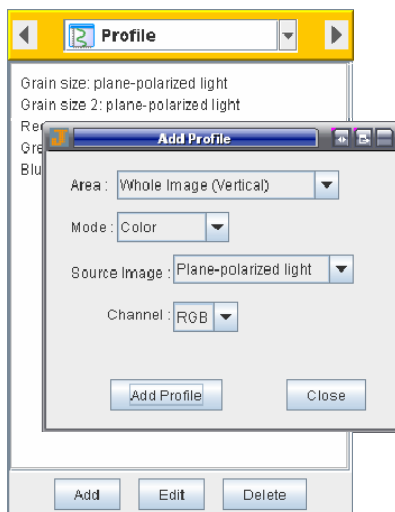 Profile
Grain size: plane-polarized light
Grain size 2: plane-polarized light
Add Profile
Area : Whole Image (Vertical)
Mode : Color
Source Image : Plane-polarized light
Channel : RGB
Add Profile Close
Add Edit Delete